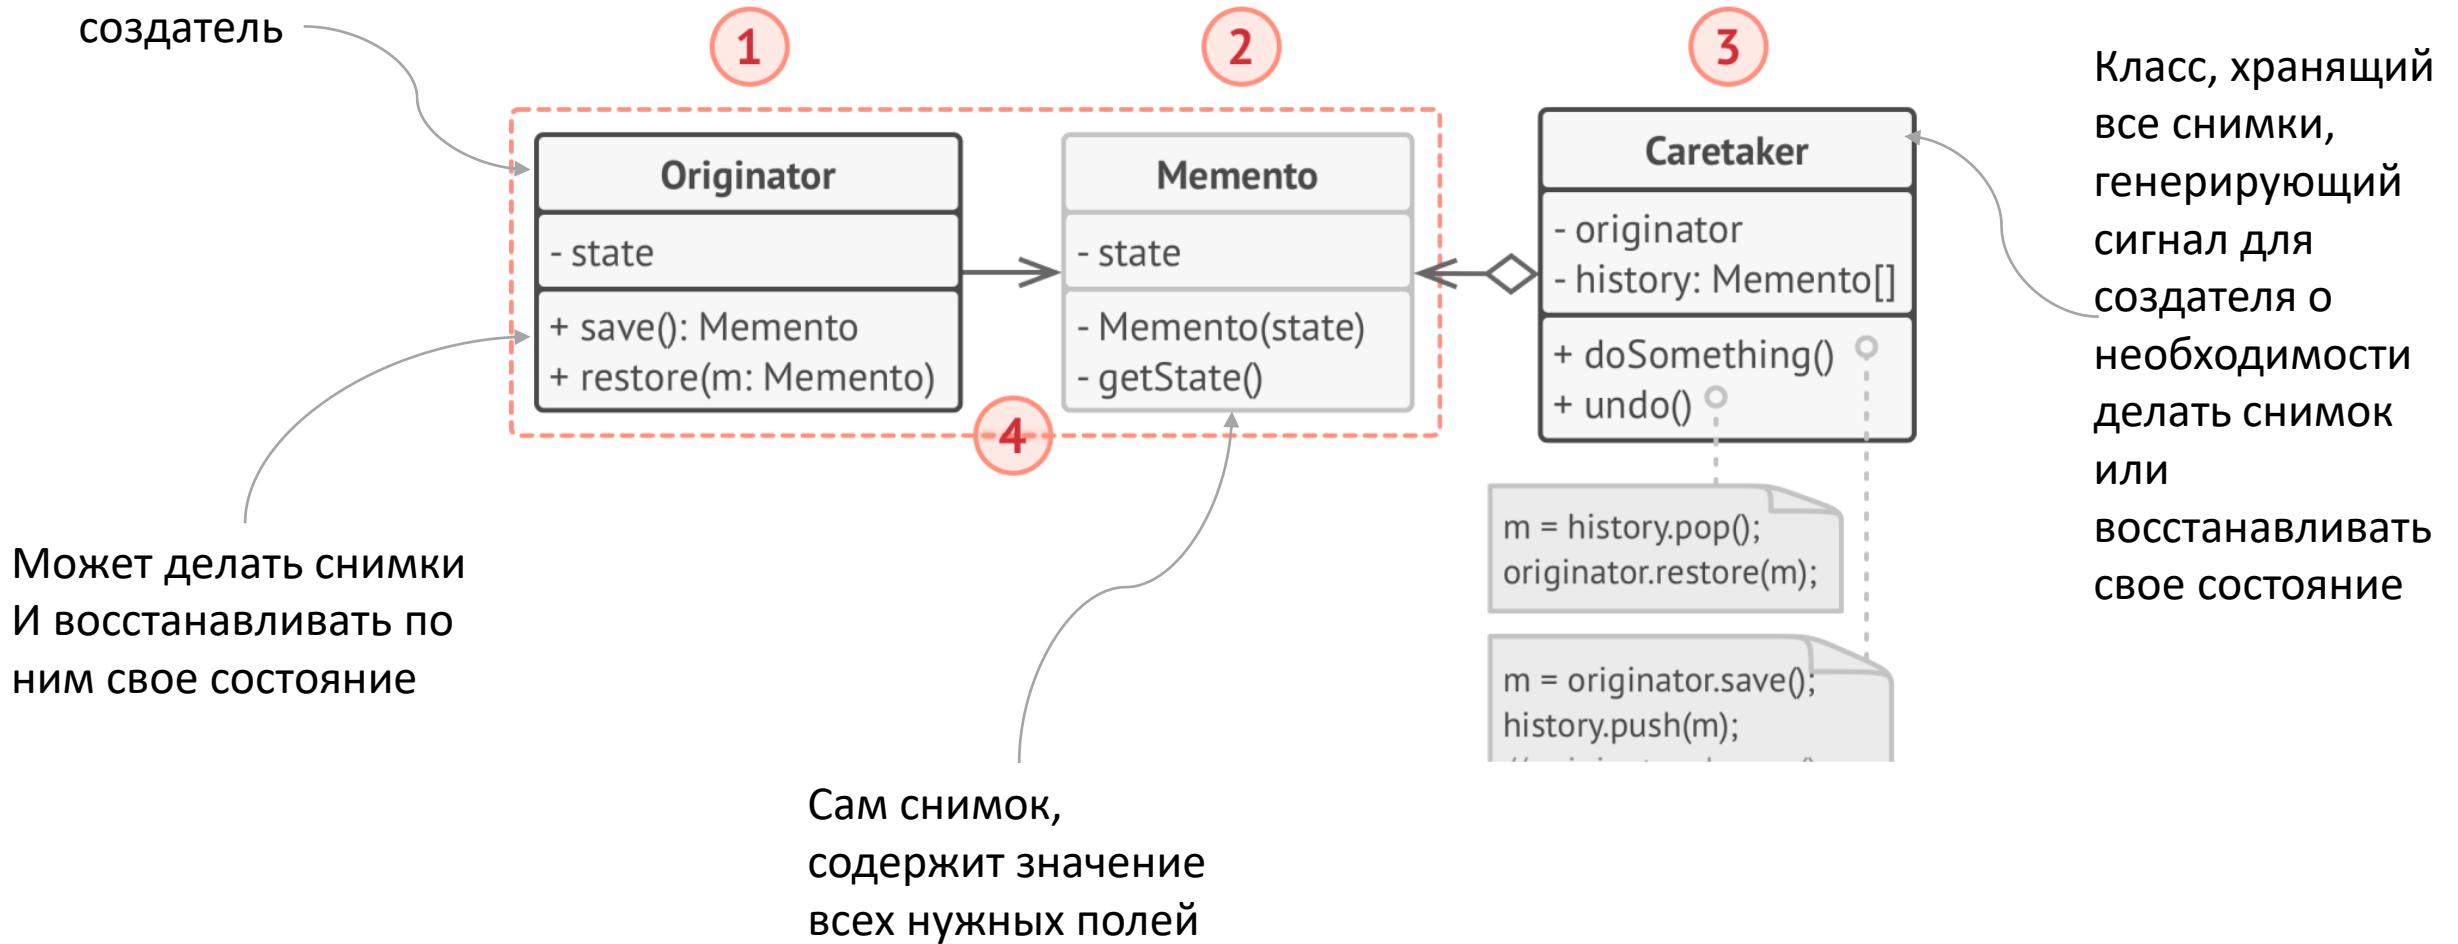 создатель
1
2
3
Класс, хранящий
все снимки,
генерирующий
сигнал для
создателя о
необходимости
делать снимок
или
восстанавливать
свое состояние
Originator
- state
+ save(): Memento
+ restore(m: Memento)
Memento
- state
- Memento(state)
- getState()
Caretaker
- originator
- history: Memento[]
+ doSomething()
+ undo()
4
m = history.pop();
originator.restore(m);
m = originator.save();
history.push(m);
Может делать снимки
И восстанавливать по
ним свое состояние
Сам снимок,
содержит значение
всех нужных полей